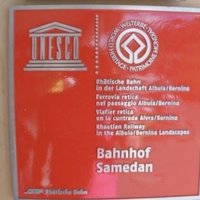 UNESCO
WELTERBE • WORLD HERITAGE • PATRIMOINE MONDIAL
Rhätische Bahn
in der Landschaft Albula/Bernina
Ferrovia retica
nel paesaggio Albula/Bernina
Viafier retica
en la cuntrada Alvra/Bernina
Rhaetian Railway
in the Albula/Bernina Landscapes
Bahnhof
Samedan
Rhätische Bahn